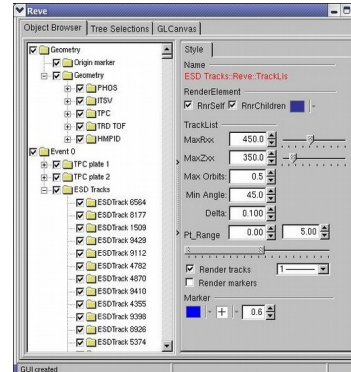 Reve
Object Browser
Tree Selections
GLCanvas
Geometry
Origin marker
Geometry
PHOS
ITSV
TPC
TRD TOF
HMPID
Event 0
TPC plate 1
TPC plate 2
ESD Tracks
ESDTrack 6564
ESDTrack 8177
ESDTrack 1509
ESDTrack 9429
ESDTrack 9112
ESDTrack 4782
ESDTrack 4870
ESDTrack 9410
ESDTrack 4355
ESDTrack 9398
ESDTrack 8926
ESDTrack 5374
Style
Name
ESD Tracks::Reve::TrackLis
RenderElement
RnrSelf
RnrChildren
TrackList
MaxRxx 450.0
MaxZxx 350.0
Max Orbits: 0.5
Min Angle: 45.0
Delta: 0.100
Pt_Range 0.00 5.00
Render tracks 1
Render markers
Marker
0.6
GUI created